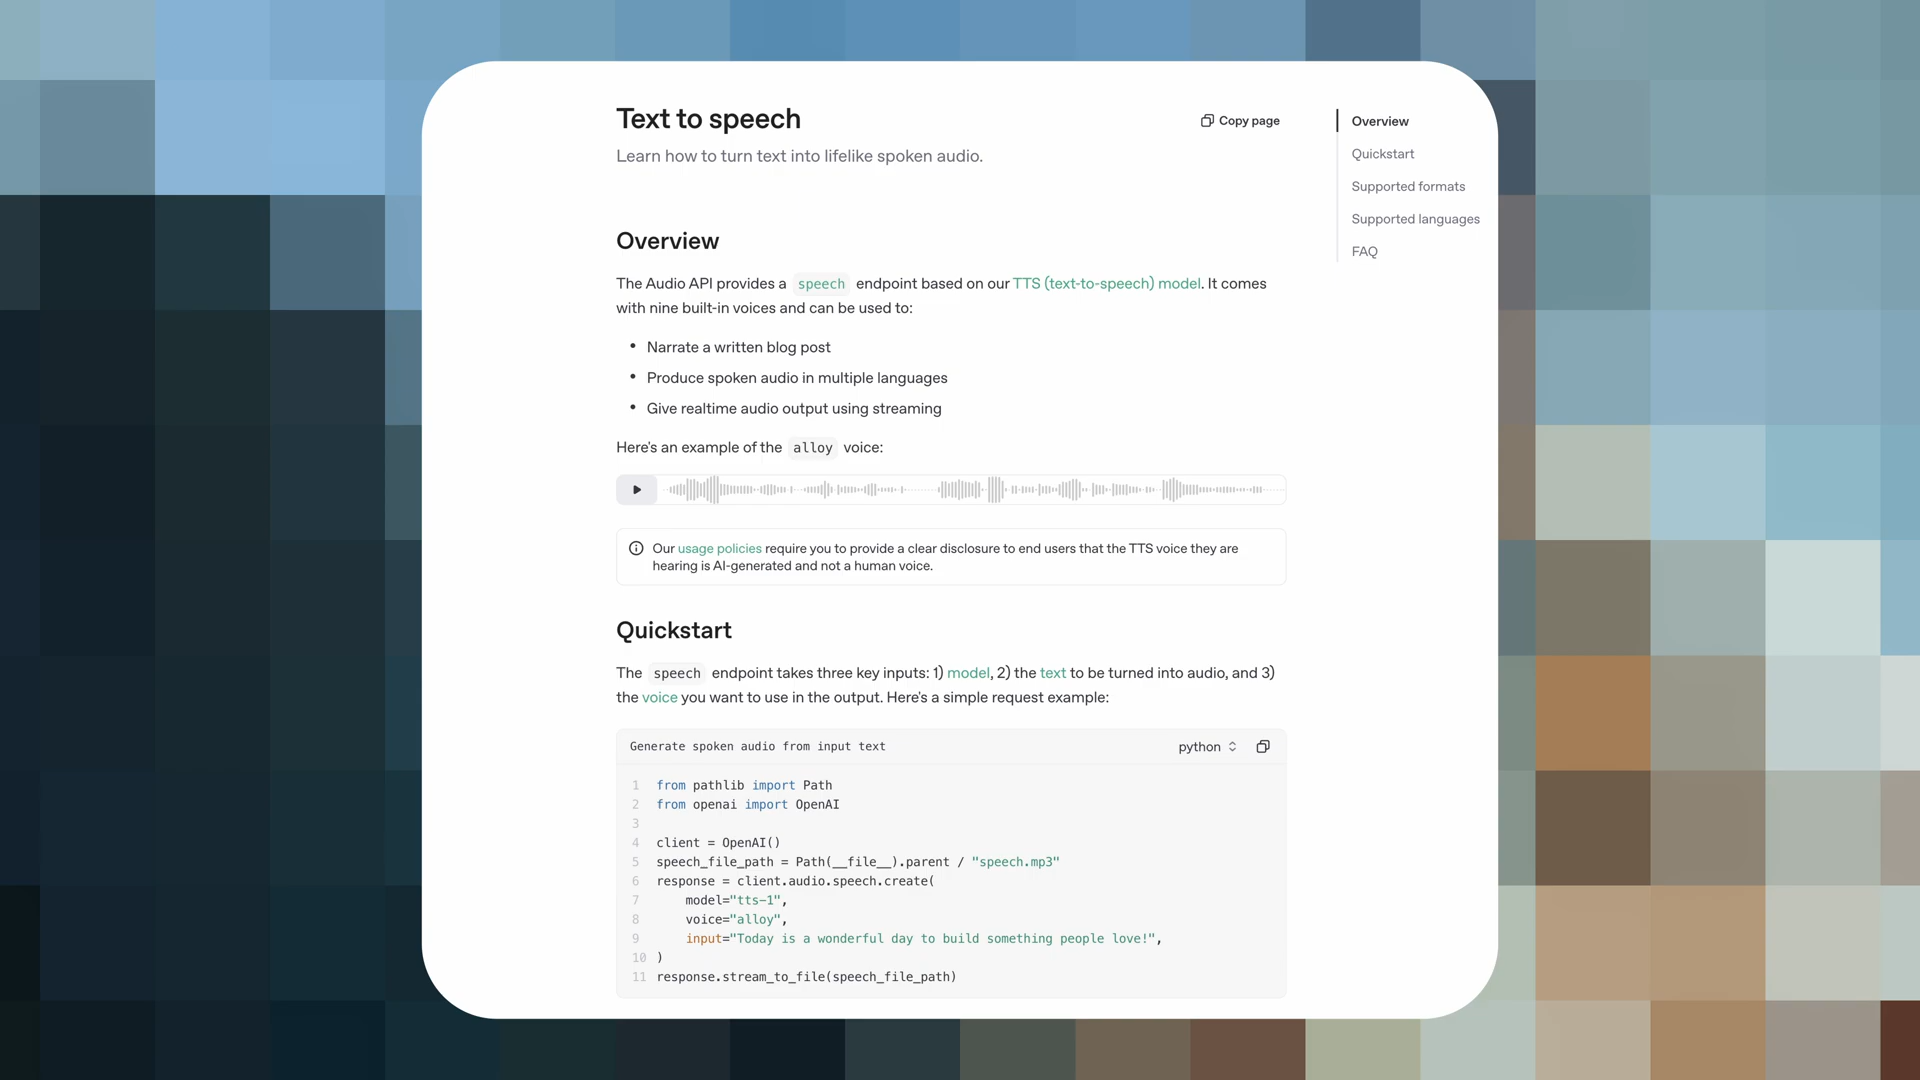 Text to speech
Copy page
Learn how to turn text into lifelike spoken audio.
Overview
Quickstart
Supported formats
Supported languages
FAQ
Overview
The Audio API provides a speech endpoint based on our TTS (text-to-speech) model. It comes
with nine built-in voices and can be used to:
• Narrate a written blog post
• Produce spoken audio in multiple languages
• Give realtime audio output using streaming
Here's an example of the alloy voice:
Our usage policies require you to provide a clear disclosure to end users that the TTS voice they are
hearing is AI-generated and not a human voice.
Quickstart
The speech endpoint takes three key inputs: 1) model, 2) the text to be turned into audio, and 3)
the voice you want to use in the output. Here's a simple request example:
Generate spoken audio from input text
python
1 from pathlib import Path
2 from openai import OpenAI
3
4 client = OpenAI()
5 speech_file_path = Path(__file__).parent / "speech.mp3"
6 response = client.audio.speech.create(
7     model="tts-1",
8     voice="alloy",
9     input="Today is a wonderful day to build something people love!",
10 )
11 response.stream_to_file(speech_file_path)